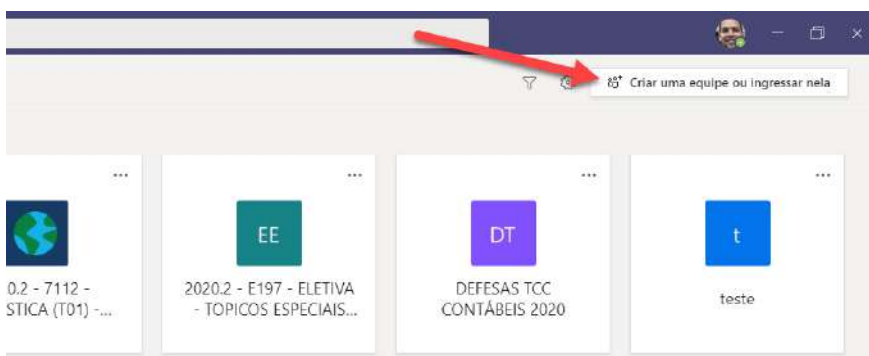 Criar uma equipe ou ingressar nela
EE
DT
t
0.2 - 7112 -
STICA (T01) -...
2020.2 - E197 - ELETIVA
- TOPICOS ESPECIAIS...
DEFESAS TCC
CONTÁBEIS 2020
teste